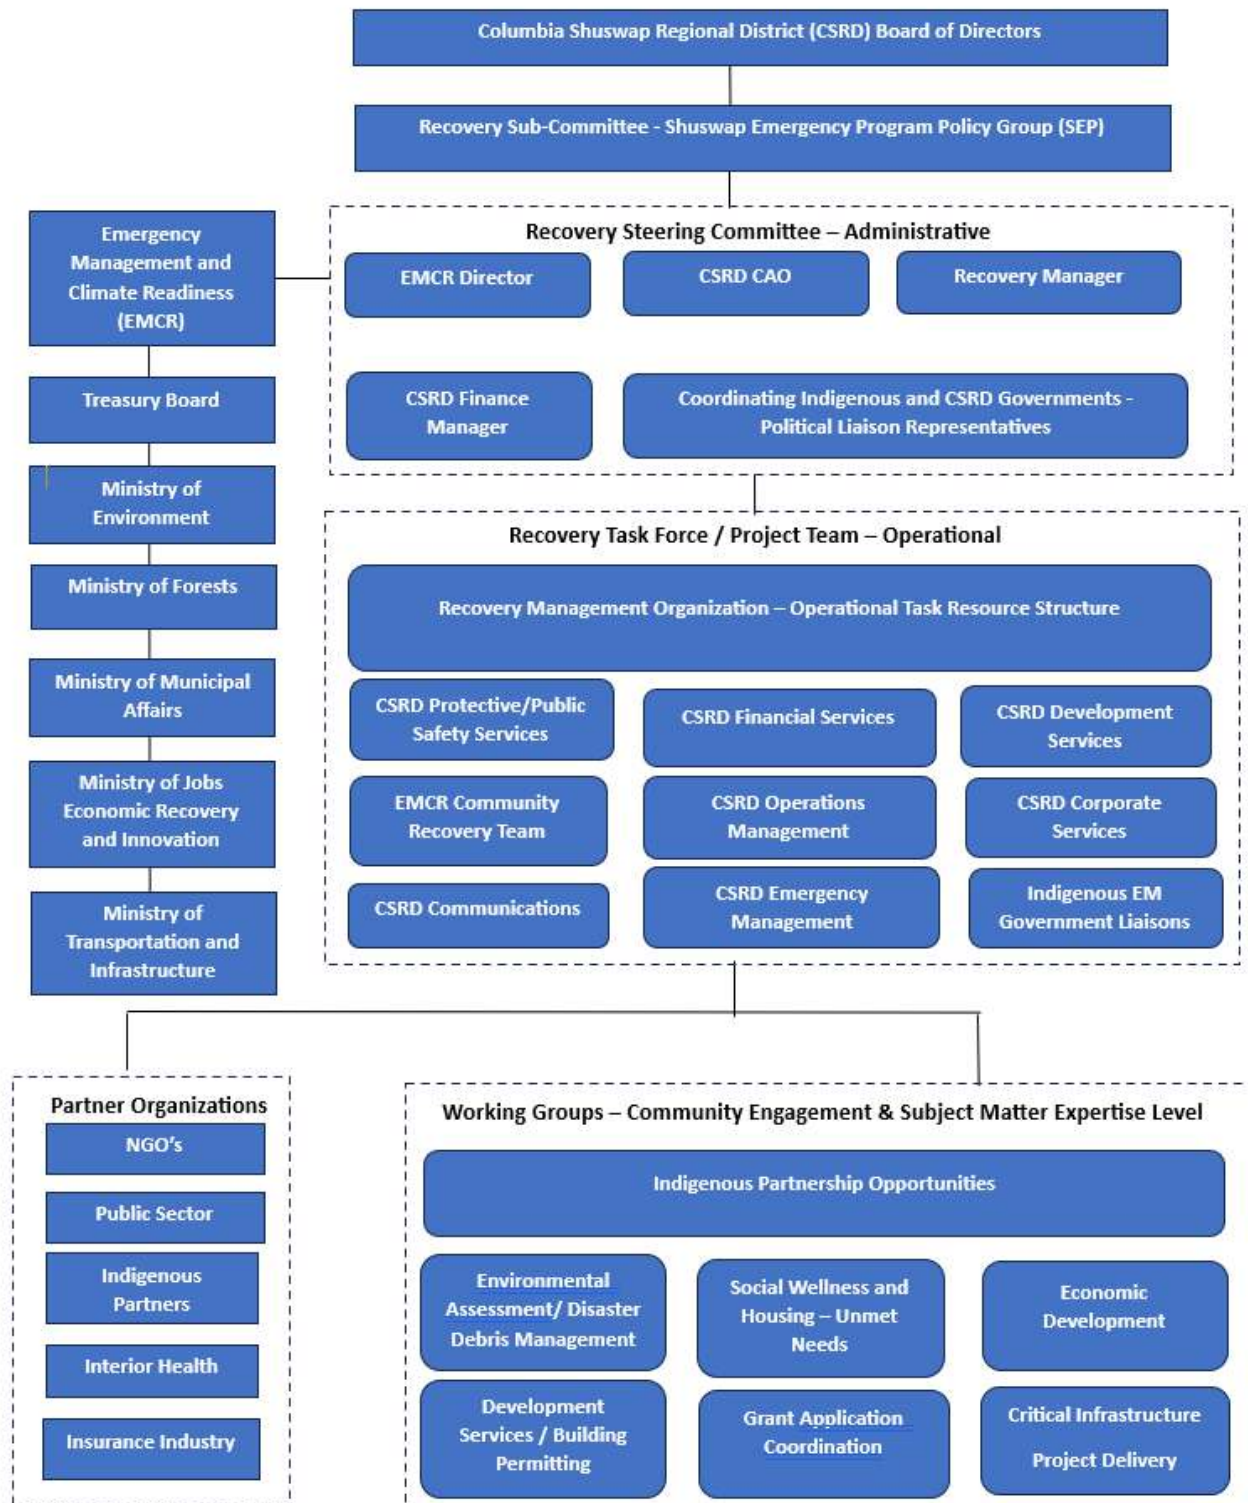 Columbia Shuswap Regional District (CSRD) Board of Directors
Recovery Sub-Committee - Shuswap Emergency Program Policy Group (SEP)
Emergency
Management and
Climate Readiness
(EMCR)
Treasury Board
Ministry of
Environment
Ministry of Forests
Ministry of Municipal
Affairs
Ministry of Jobs
Economic Recovery
and Innovation
Ministry of
Transportation and
Infrastructure
Recovery Steering Committee – Administrative
EMCR Director
CSRD CAO
Recovery Manager
CSRD Finance
Manager
Coordinating Indigenous and CSRD Governments -
Political Liaison Representatives
Recovery Task Force / Project Team – Operational
Recovery Management Organization – Operational Task Resource Structure
CSRD Protective/Public
Safety Services
CSRD Financial Services
CSRD Development
Services
EMCR Community
Recovery Team
CSRD Operations
Management
CSRD Corporate
Services
CSRD Communications
CSRD Emergency
Management
Indigenous EM
Government Liaisons
Partner Organizations
NGO’s
Public Sector
Indigenous
Partners
Interior Health
Insurance Industry
Working Groups – Community Engagement & Subject Matter Expertise Level
Indigenous Partnership Opportunities
Environmental
Assessment/ Disaster
Debris Management
Social Wellness and
Housing – Unmet
Needs
Economic
Development
Development
Services / Building
Permitting
Grant Application
Coordination
Critical Infrastructure
Project Delivery